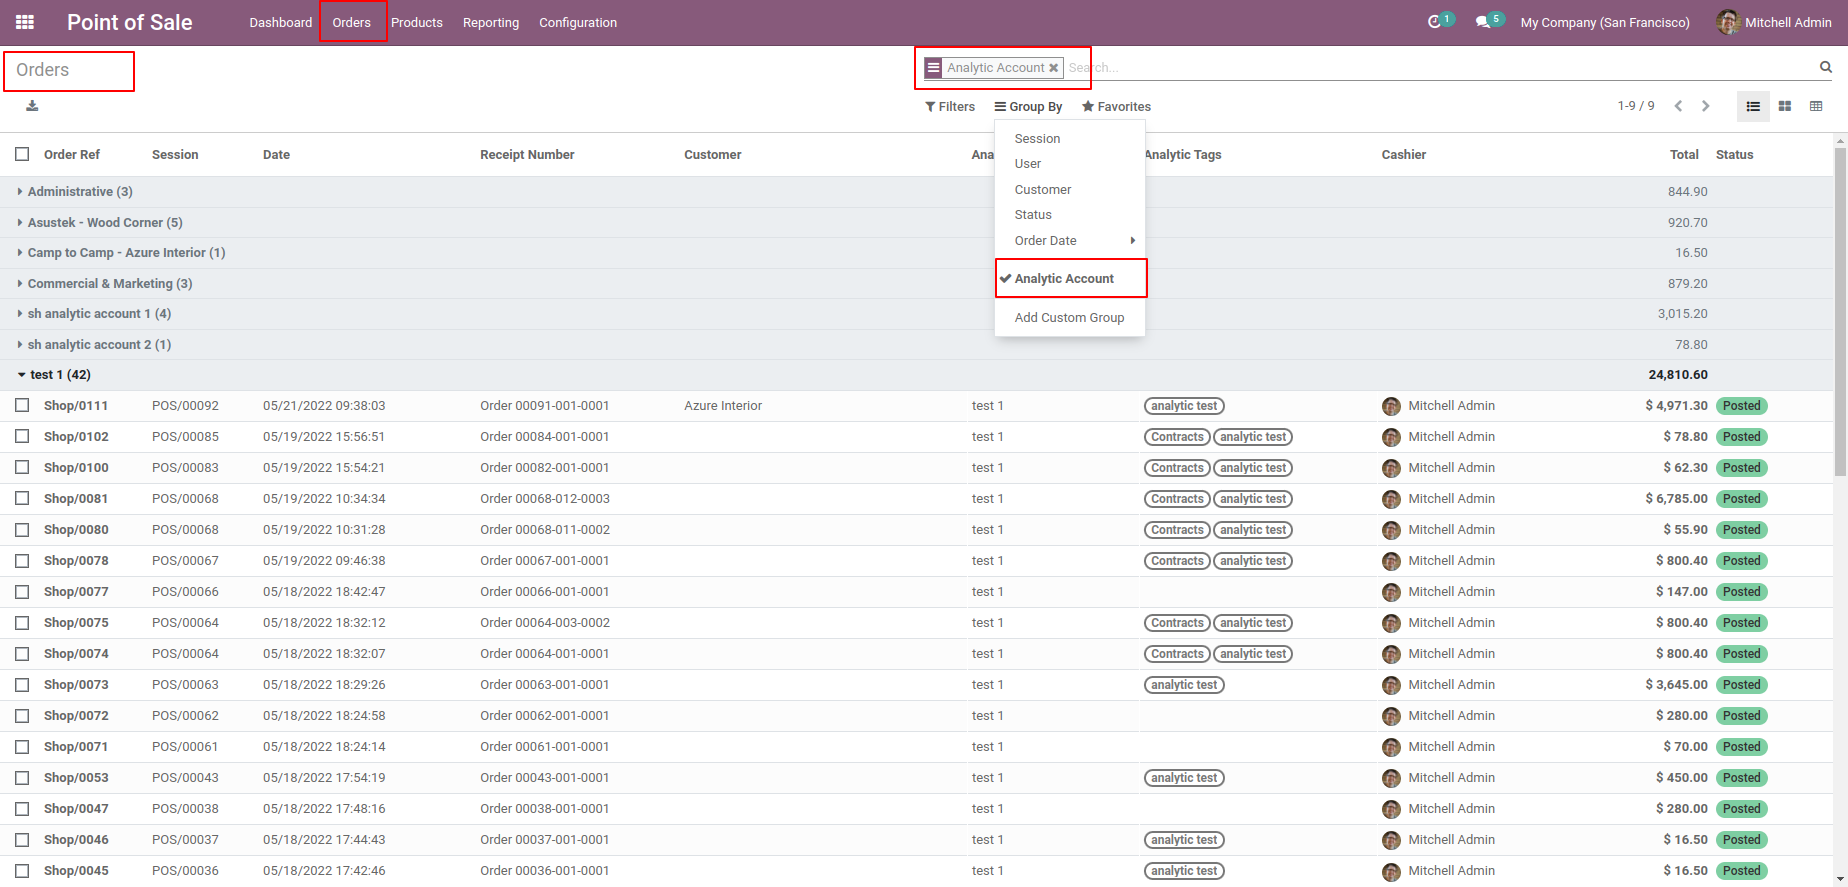 Point of Sale Dashboard Orders Products Reporting Configuration 1 5 My Company (San Francisco) Mitchell Admin
Orders Analytic Account Search...
Filters Group By Favorites 1-9 / 9
Session
User
Customer
Status
Order Date
Analytic Account
Add Custom Group
Order Ref Session Date Receipt Number Customer Ana nalytic Tags Cashier Total Status
Administrative (3) 844.90
Asustek - Wood Corner (5) 920.70
Camp to Camp - Azure Interior (1) 16.50
Commercial & Marketing (3) 879.20
sh analytic account 1 (4) 3,015.20
sh analytic account 2 (1) 78.80
test 1 (42) 24,810.60
Shop/0111 POS/00092 05/21/2022 09:38:03 Order 00091-001-0001 Azure Interior test 1 analytic test Mitchell Admin $ 4,971.30 Posted
Shop/0102 POS/00085 05/19/2022 15:56:51 Order 00084-001-0001 test 1 Contracts analytic test Mitchell Admin $ 78.80 Posted
Shop/0100 POS/00083 05/19/2022 15:54:21 Order 00082-001-0001 test 1 Contracts analytic test Mitchell Admin $ 62.30 Posted
Shop/0081 POS/00068 05/19/2022 10:34:34 Order 00068-012-0003 test 1 Contracts analytic test Mitchell Admin $ 6,785.00 Posted
Shop/0080 POS/00068 05/19/2022 10:31:28 Order 00068-011-0002 test 1 Contracts analytic test Mitchell Admin $ 55.90 Posted
Shop/0078 POS/00067 05/19/2022 09:46:38 Order 00067-001-0001 test 1 Contracts analytic test Mitchell Admin $ 800.40 Posted
Shop/0077 POS/00066 05/18/2022 18:42:47 Order 00066-001-0001 test 1 Mitchell Admin $ 147.00 Posted
Shop/0075 POS/00064 05/18/2022 18:32:12 Order 00064-003-0002 test 1 Contracts analytic test Mitchell Admin $ 800.40 Posted
Shop/0074 POS/00064 05/18/2022 18:32:07 Order 00064-001-0001 test 1 Contracts analytic test Mitchell Admin $ 800.40 Posted
Shop/0073 POS/00063 05/18/2022 18:29:26 Order 00063-001-0001 test 1 analytic test Mitchell Admin $ 3,645.00 Posted
Shop/0072 POS/00062 05/18/2022 18:24:58 Order 00062-001-0001 test 1 Mitchell Admin $ 280.00 Posted
Shop/0071 POS/00061 05/18/2022 18:24:14 Order 00061-001-0001 test 1 Mitchell Admin $ 70.00 Posted
Shop/0053 POS/00043 05/18/2022 17:54:19 Order 00043-001-0001 test 1 analytic test Mitchell Admin $ 450.00 Posted
Shop/0047 POS/00038 05/18/2022 17:48:16 Order 00038-001-0001 test 1 Mitchell Admin $ 280.00 Posted
Shop/0046 POS/00037 05/18/2022 17:44:43 Order 00037-001-0001 test 1 analytic test Mitchell Admin $ 16.50 Posted
Shop/0045 POS/00036 05/18/2022 17:42:46 Order 00036-001-0001 test 1 analytic test Mitchell Admin $ 16.50 Posted